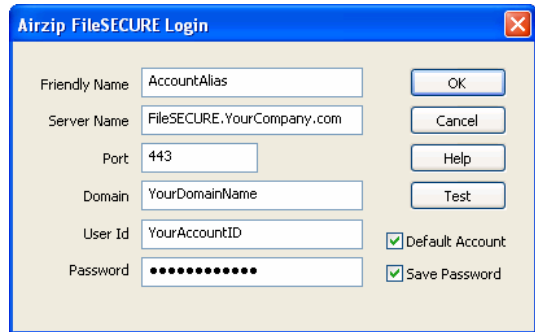 Airzip FileSECURE Login
Friendly Name AccountAlias OK
Server Name FileSECURE.YourCompany.com Cancel
Port 443 Help
Domain YourDomainName Test
User Id YourAccountID Default Account
Password ●●●●●●●●●●●● Save Password